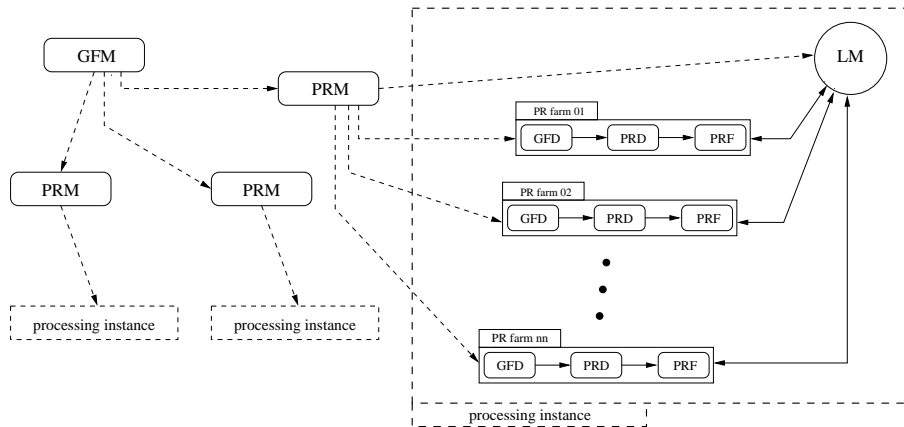 GFM
LM
PRM
PR farm 01
GFD PRD PRF
PRM
PRM
PR farm 02
GFD PRD PRF
processing instance
processing instance
PR farm nn
GFD PRD PRF
processing instance